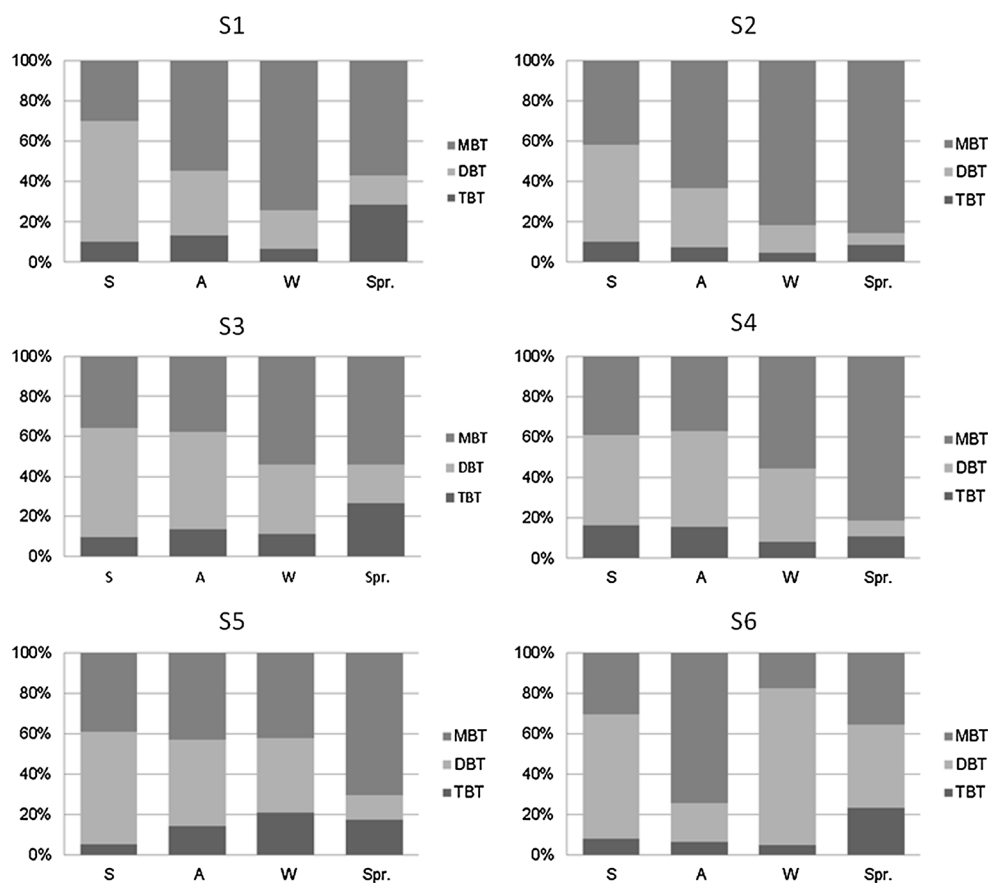 S1
100%
80%
60%
40%
20%
0%
S A W Spr.
MBT
DBT
TBT
S2
100%
80%
60%
40%
20%
0%
S A W Spr.
MBT
DBT
TBT
S3
100%
80%
60%
40%
20%
0%
S A W Spr.
MBT
DBT
TBT
S4
100%
80%
60%
40%
20%
0%
S A W Spr.
MBT
DBT
TBT
S5
100%
80%
60%
40%
20%
0%
S A W Spr.
MBT
DBT
TBT
S6
100%
80%
60%
40%
20%
0%
S A W Spr.
MBT
DBT
TBT